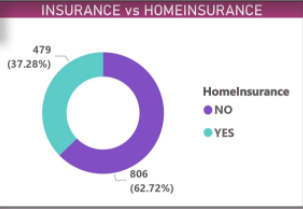 INSURANCE vs HOMEINSURANCE
479
(37.28%)
HomeInsurance
NO
YES
806
(62.72%)